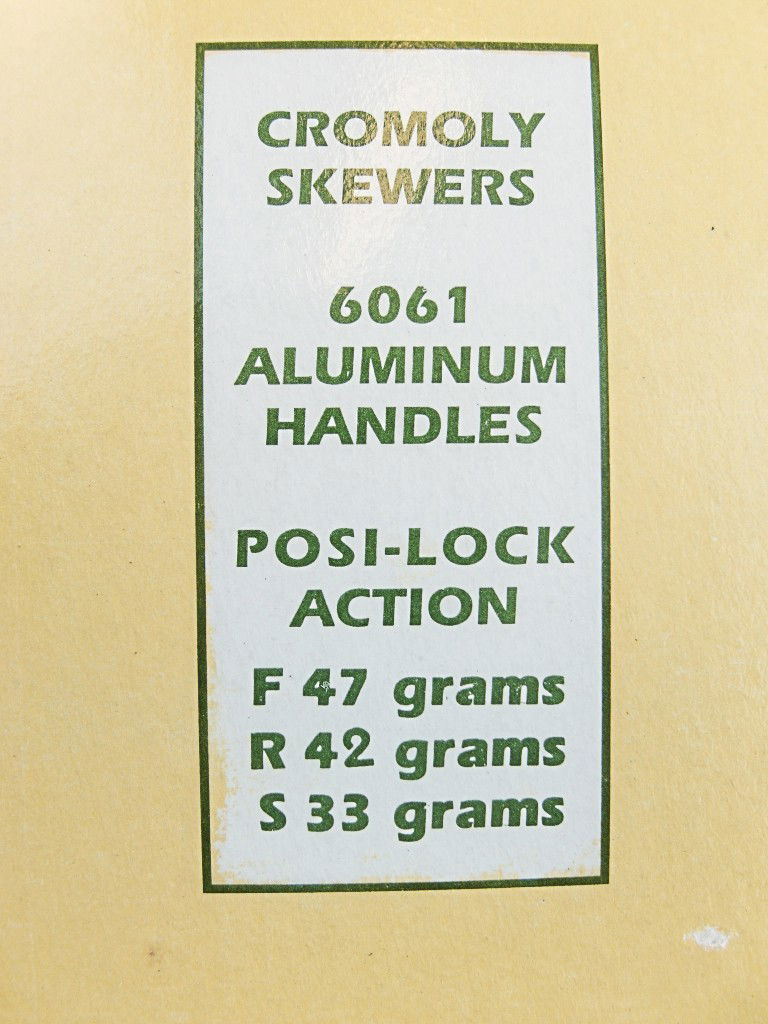 CROMOLY
SKEWERS
6061
ALUMINUM
HANDLES
POSI-LOCK
ACTION
F 47 grams
R 42 grams
S 33 grams